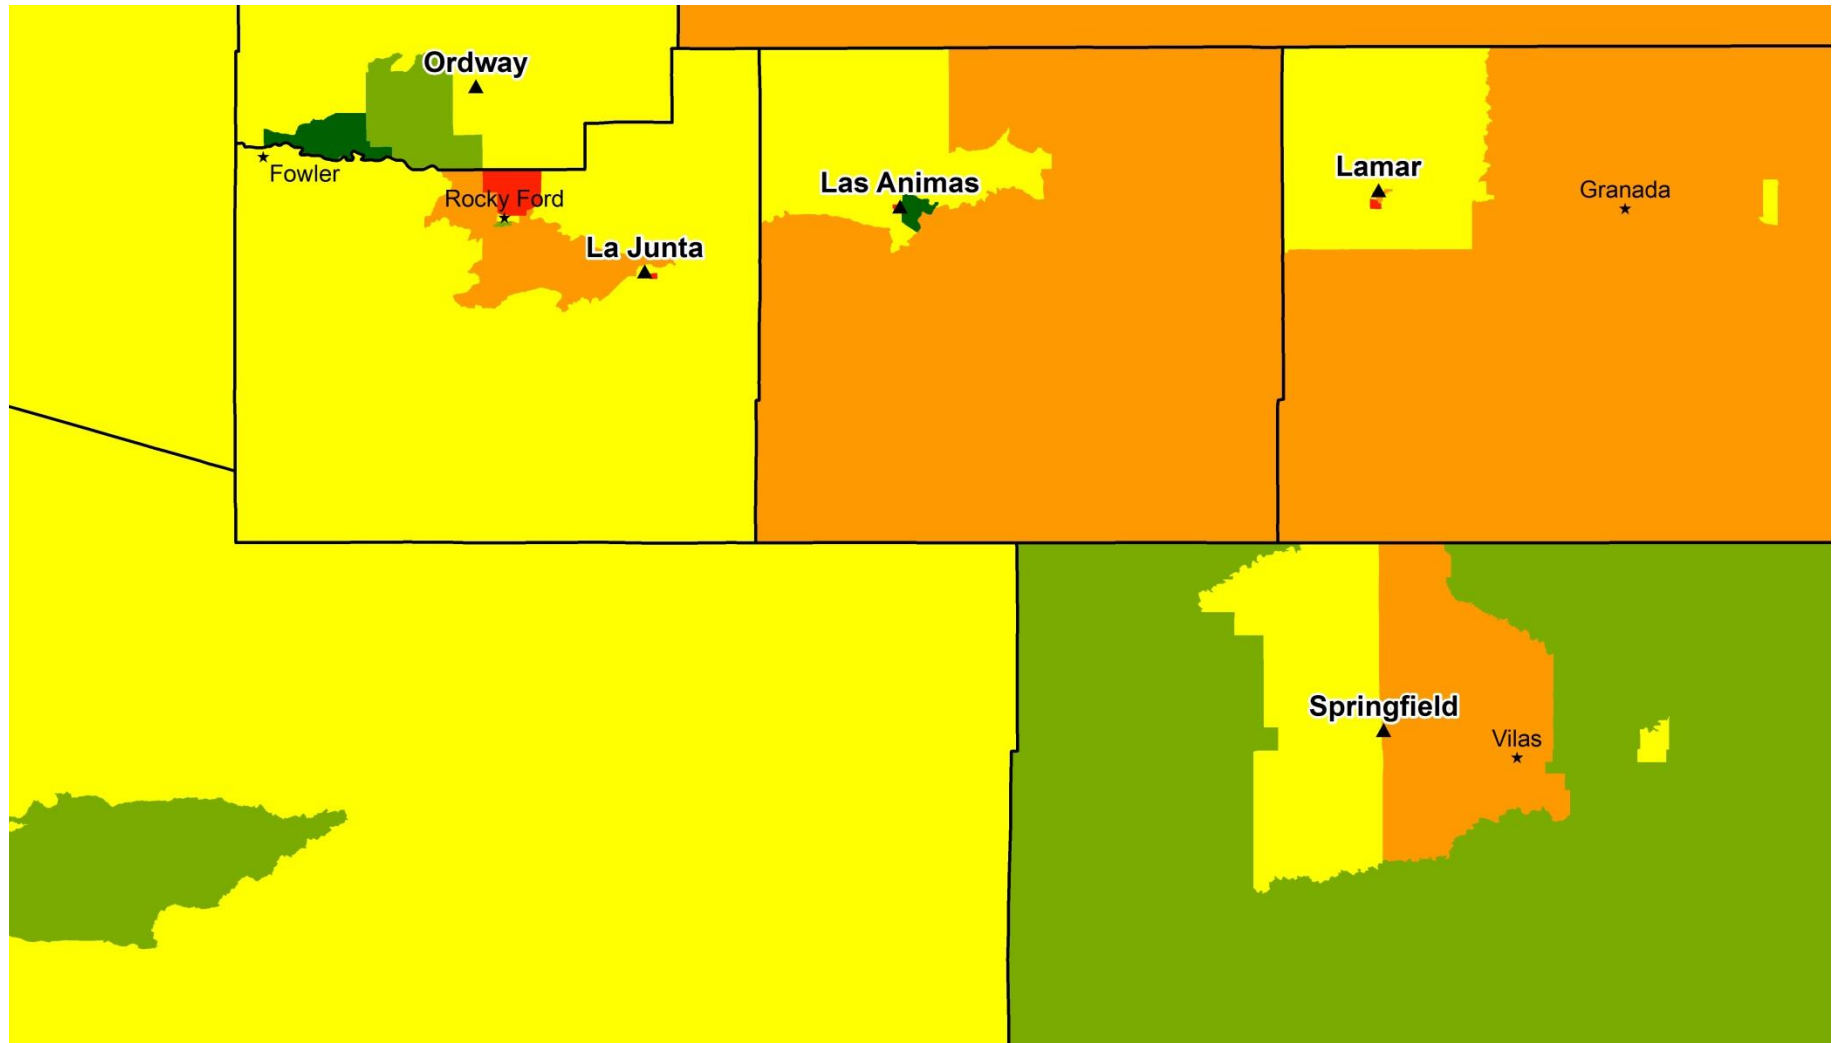 Ordway
Fowler
Rocky Ford
Las Animas
Lamar
Granada
La Junta
Springfield
Vilas